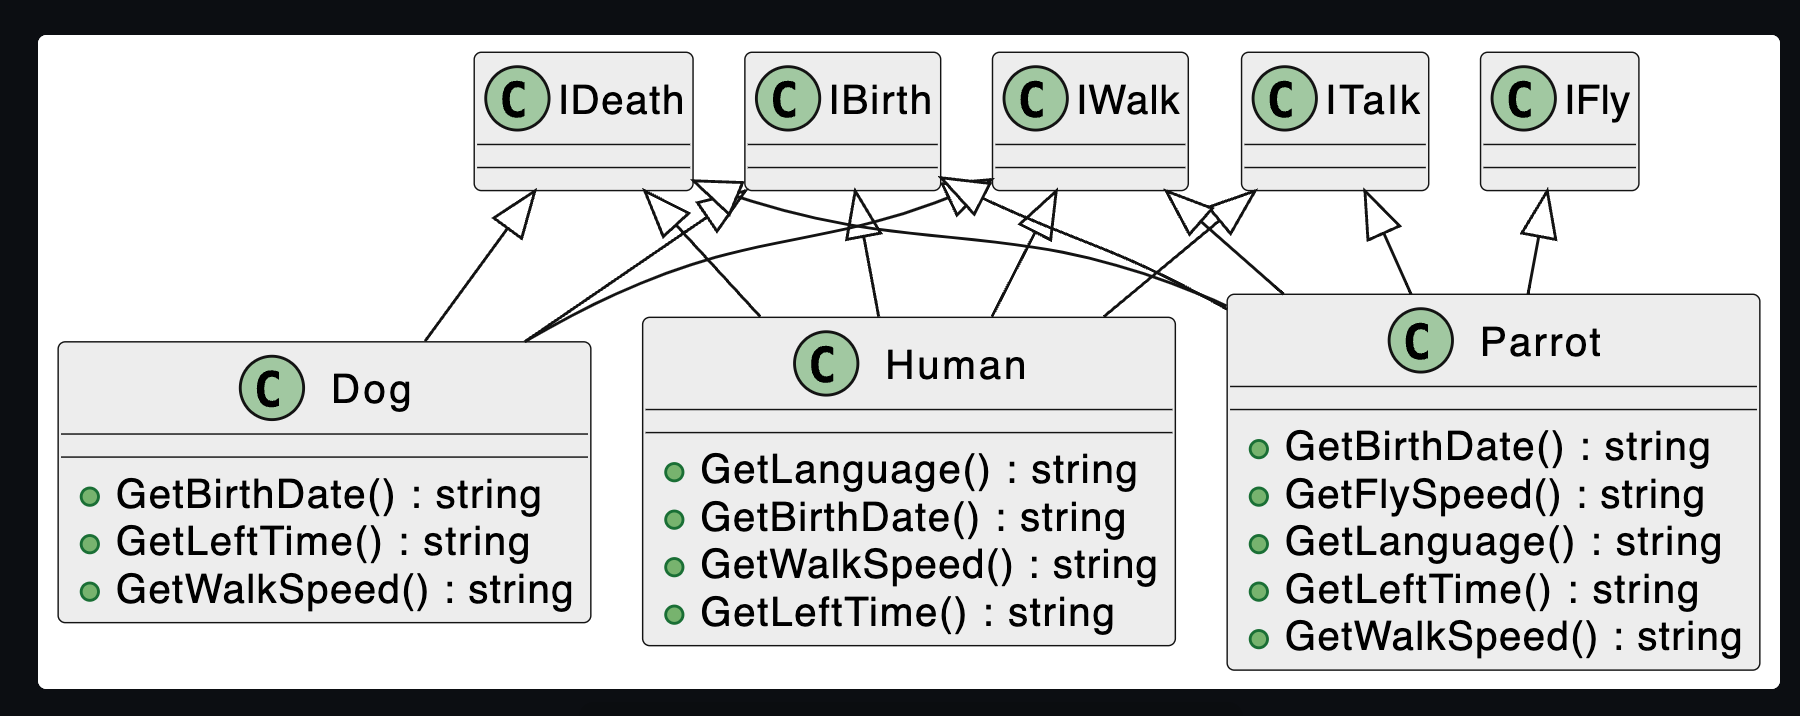 C IDeath
C IBirth
C IWalk
C ITalk
C IFly
C Dog
GetBirthDate() : string
GetLeftTime() : string
GetWalkSpeed() : string
C Human
GetLanguage() : string
GetBirthDate() : string
GetWalkSpeed() : string
GetLeftTime() : string
C Parrot
GetBirthDate() : string
GetFlySpeed() : string
GetLanguage() : string
GetLeftTime() : string
GetWalkSpeed() : string